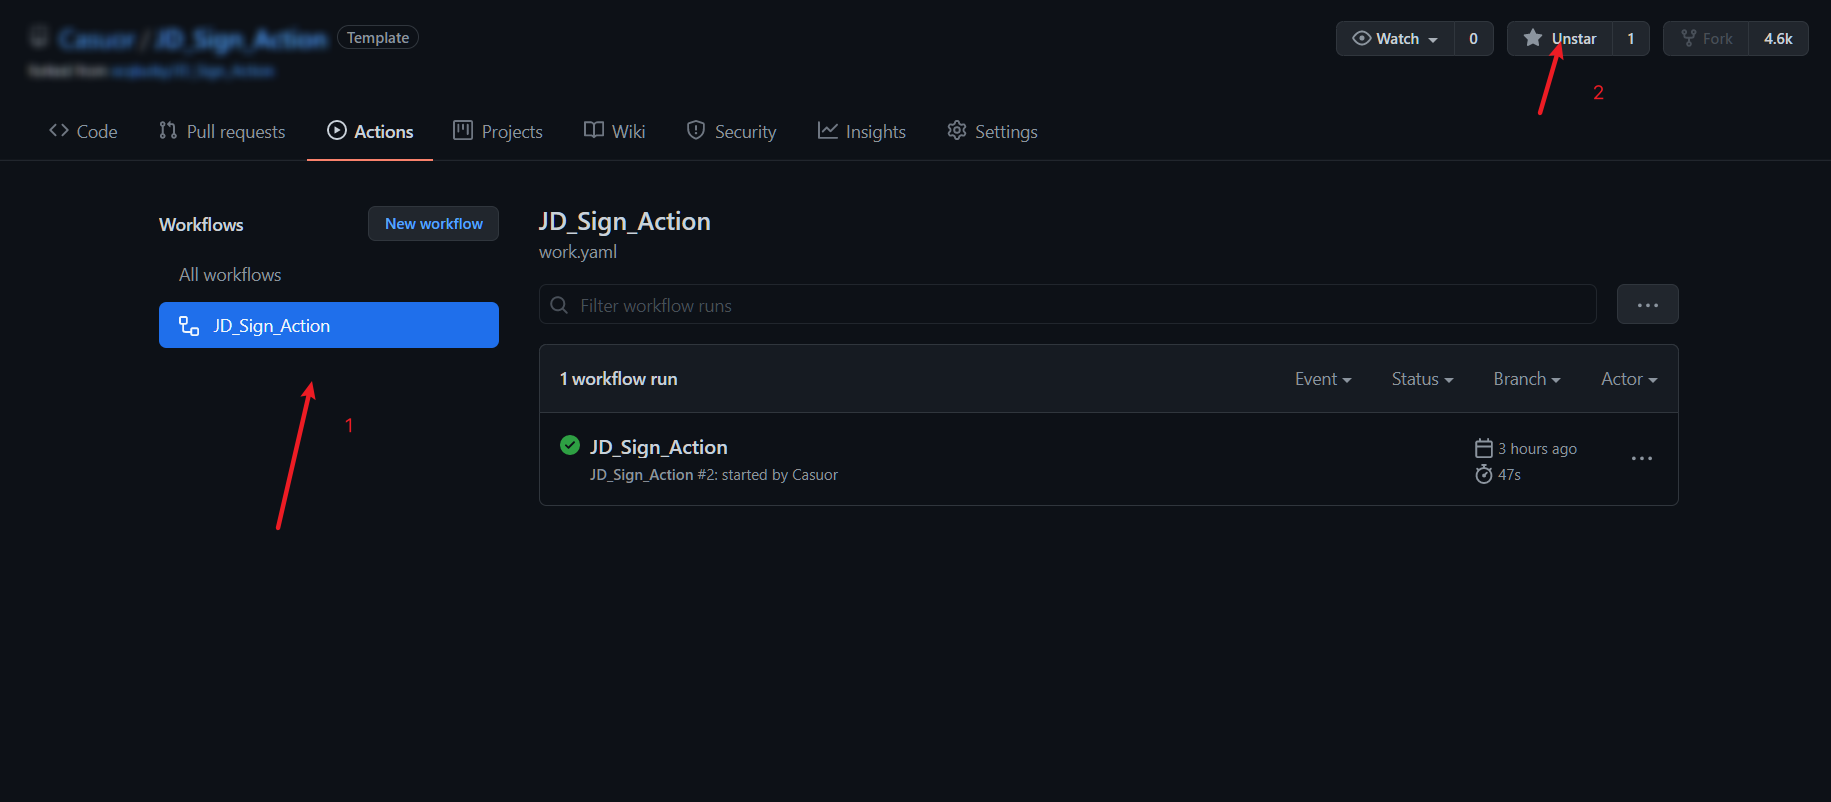 Casuor / JD_Sign_Action Template
Watch 0 Unstar 1 Fork 4.6k
2
Code Pull requests Actions Projects Wiki Security Insights Settings
Workflows New workflow
All workflows
JD_Sign_Action
1
JD_Sign_Action
work.yaml
Filter workflow runs
1 workflow run Event Status Branch Actor
JD_Sign_Action 3 hours ago
JD_Sign_Action #2: started by Casuor 47s